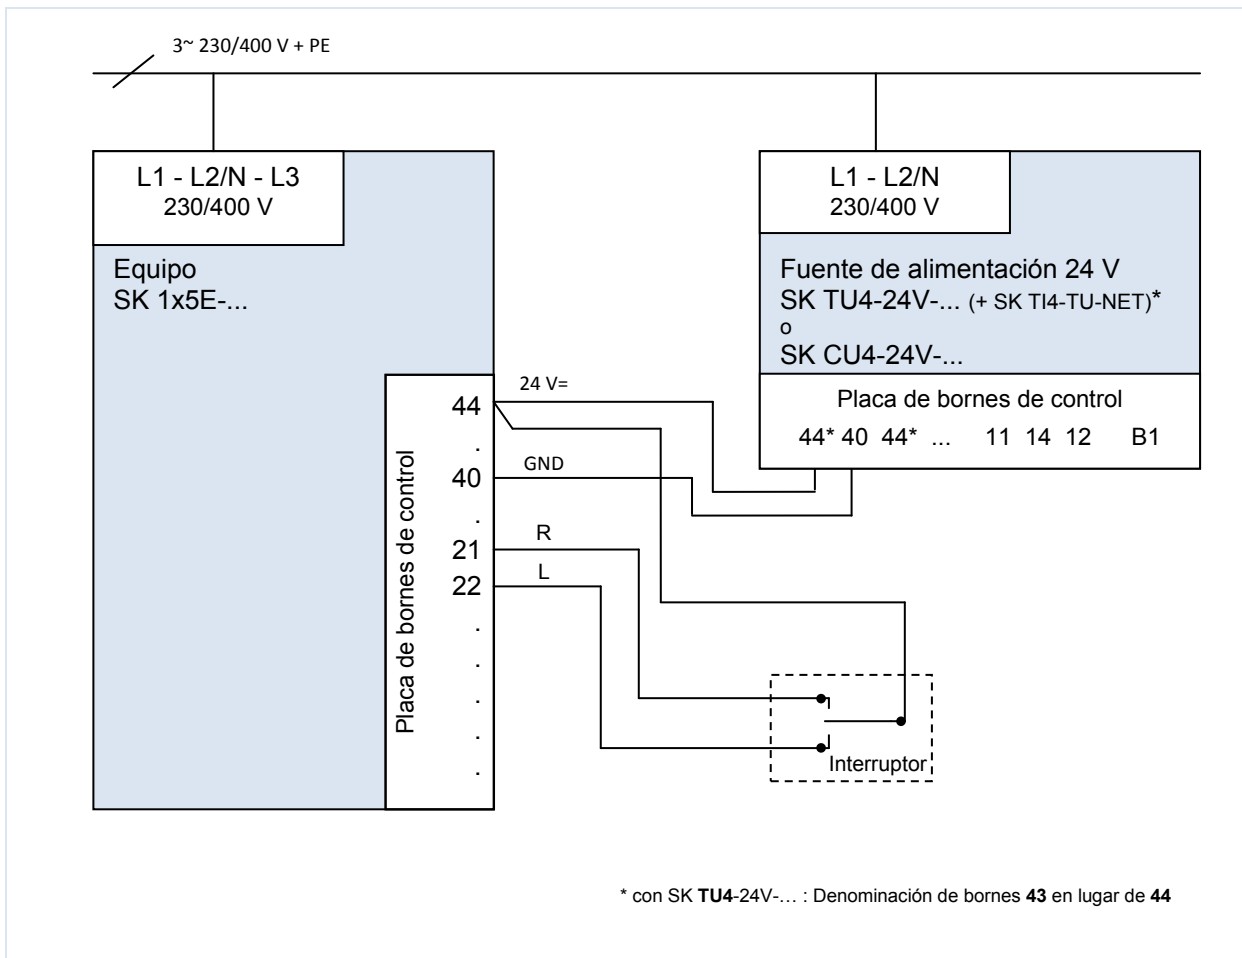 3~ 230/400 V + PE
L1 - L2/N - L3
230/400 V
Equipo
SK 1x5E-...
L1 - L2/N
230/400 V
Fuente de alimentación 24 V
SK TU4-24V-... (+ SK TI4-TU-NET)*
o
SK CU4-24V-...
Placa de bornes de control
44* 40 44* ... 11 14 12 B1
Placa de bornes de control
44
.
40
.
21
22
.
.
.
.
.
24 V=
GND
R
L
Interruptor
* con SK TU4-24V-... : Denominación de bornes 43 en lugar de 44